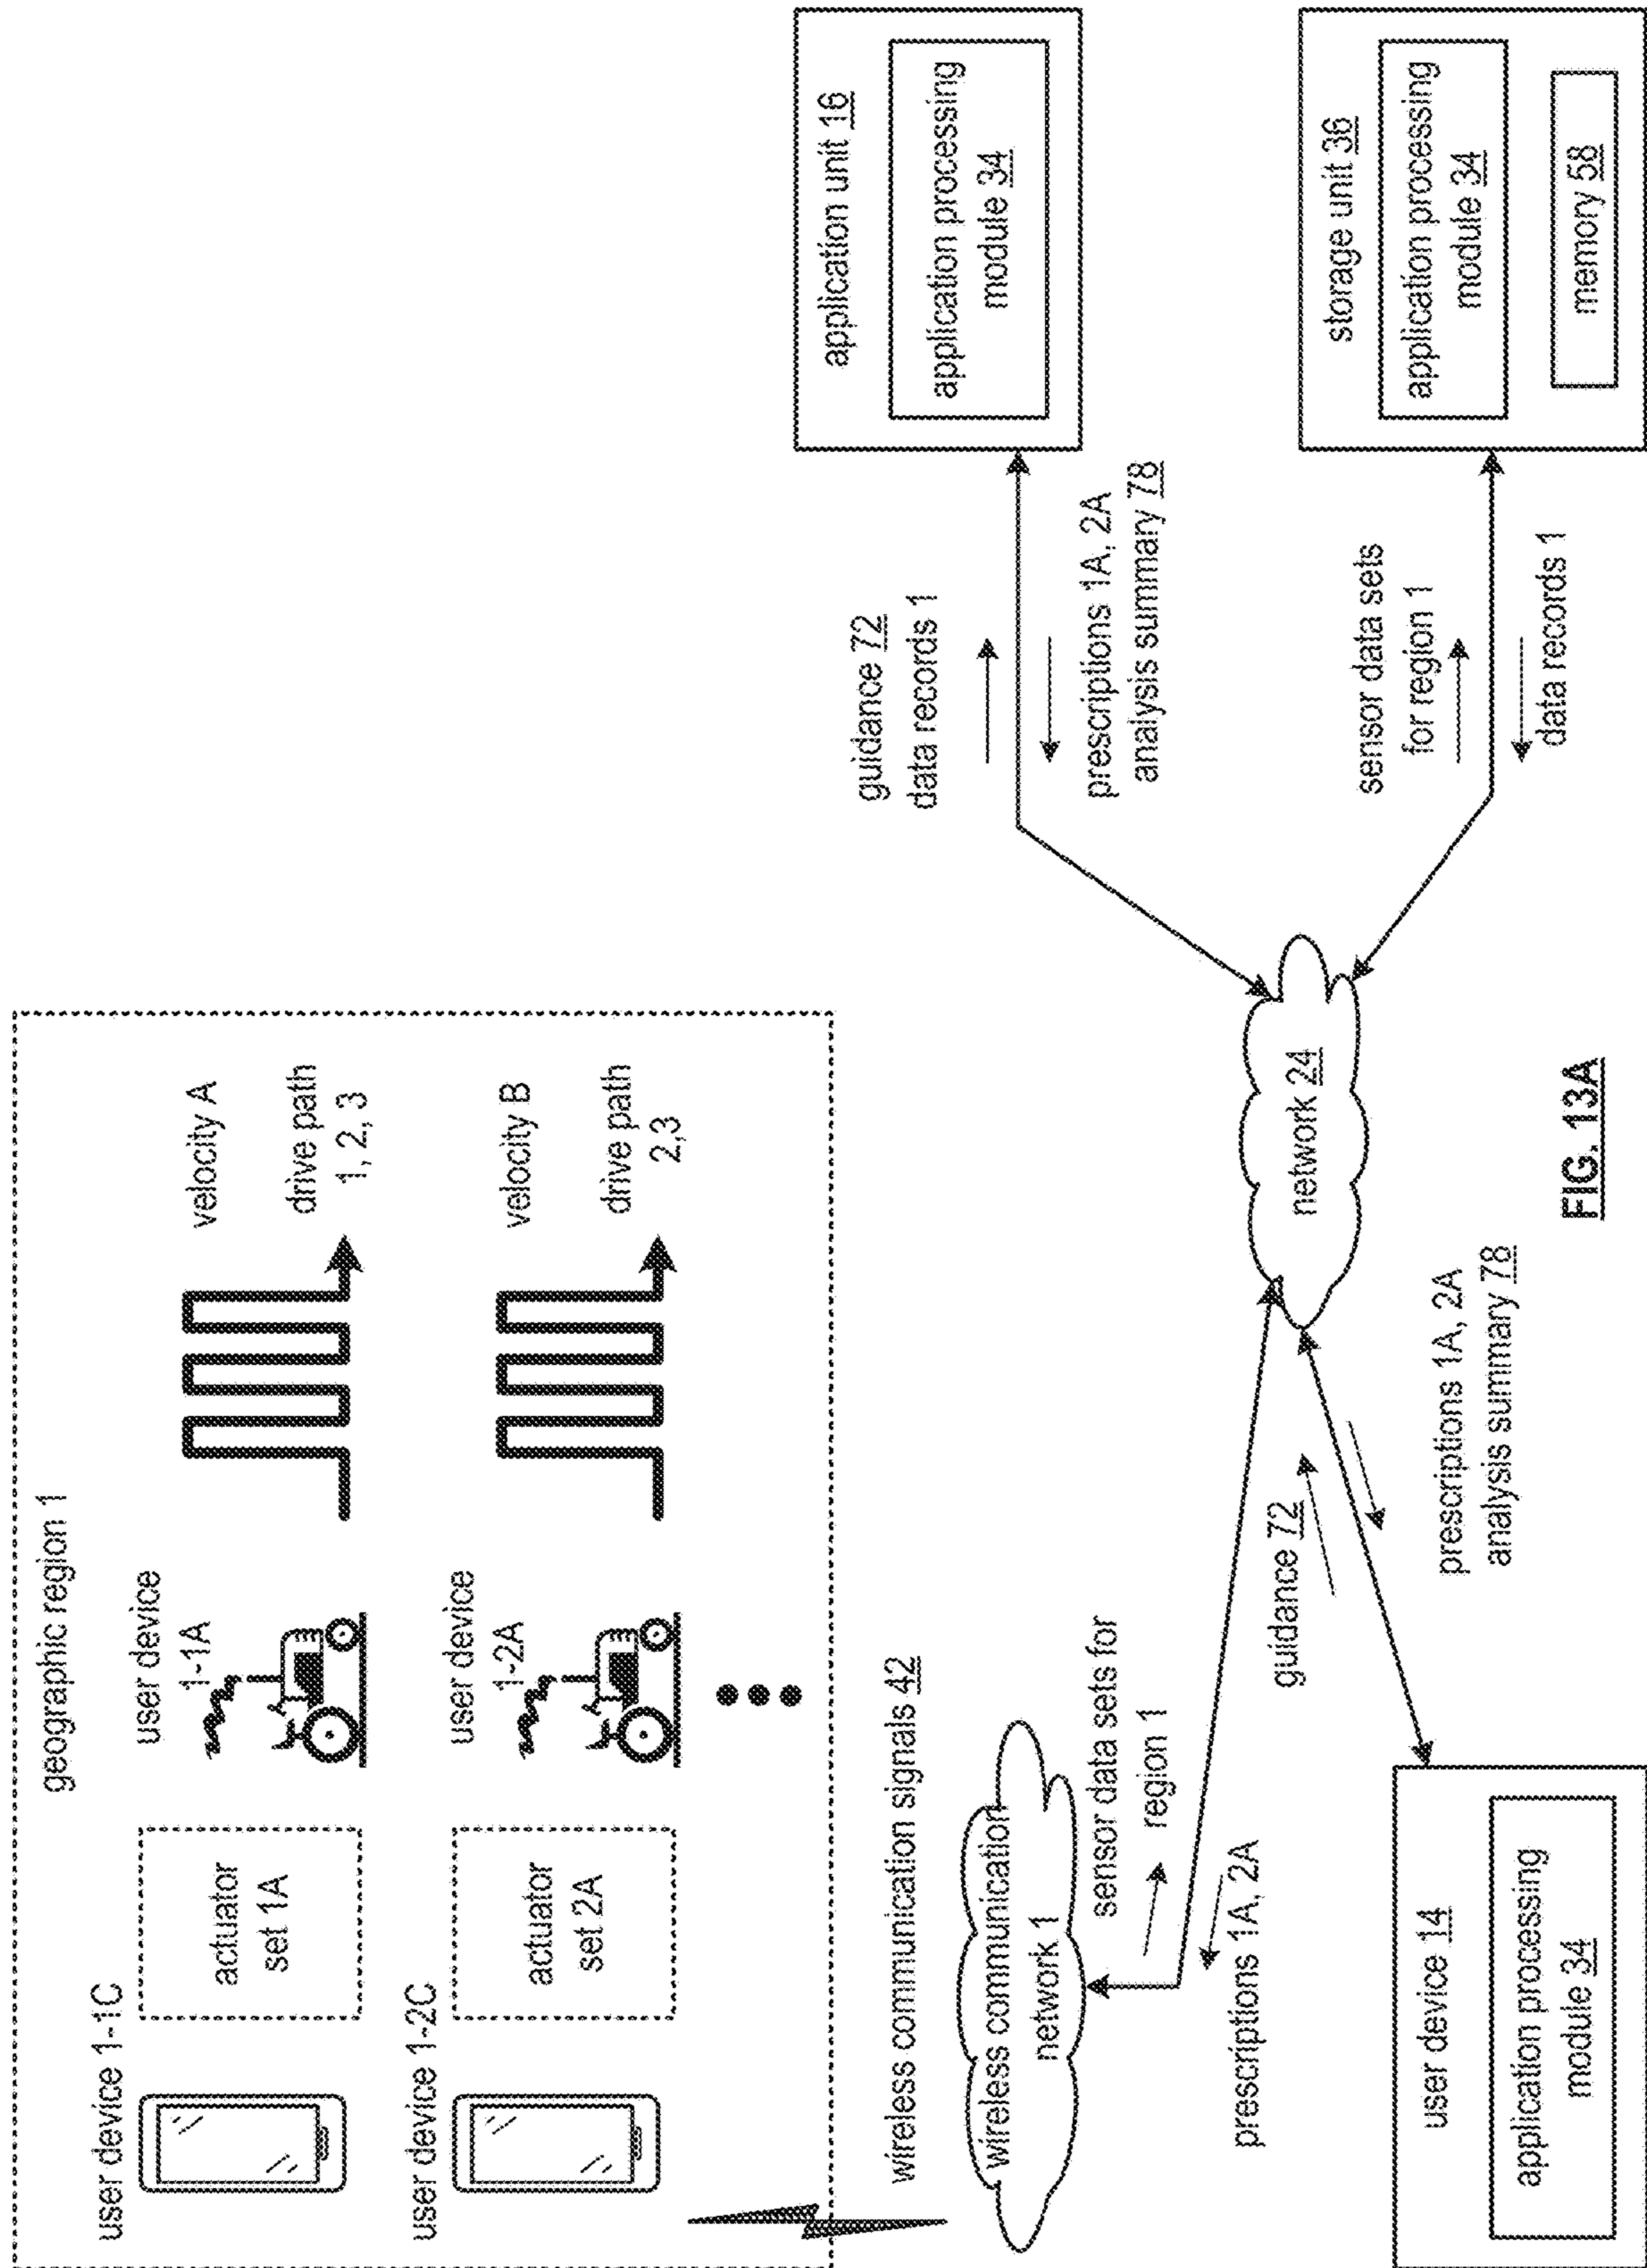 geographic region 1
user device 1-1C
actuator
set 1A
user device
1-1A
velocity A
drive path
1, 2, 3
user device 1-2C
actuator
set 2A
user device
1-2A
velocity B
drive path
2,3
wireless communication signals 42
wireless communication
network 1
sensor data sets for
region 1
prescriptions 1A, 2A
guidance 72
prescriptions 1A, 2A
analysis summary 78
user device 14
application processing
module 34
network 24
guidance 72
data records 1
prescriptions 1A, 2A
analysis summary 78
application unit 16
application processing
module 34
sensor data sets
for region 1
data records 1
storage unit 36
application processing
module 34
memory 58
FIG. 13A